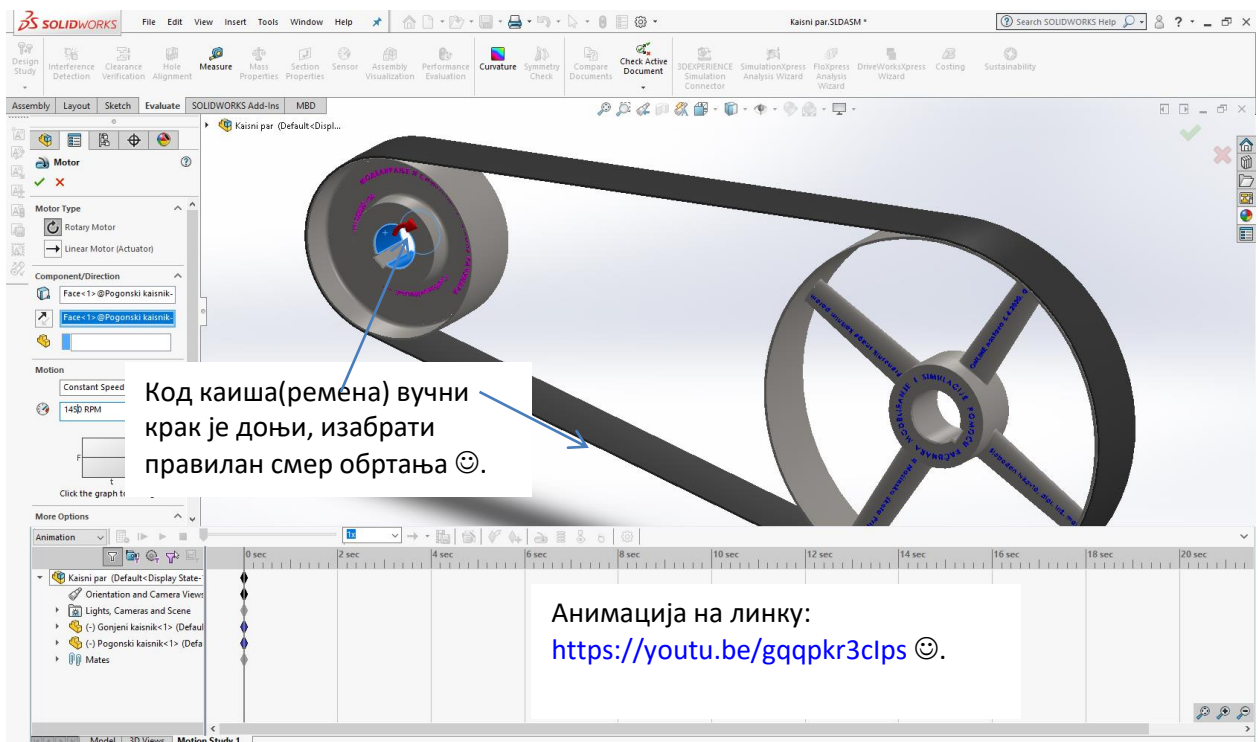 SOLIDWORKS File Edit View Insert Tools Window Help Kaisni par.SLDASM * Search SOLIDWORKS Help
Design Study
Interference Detection
Clearance Verification
Hole Alignment
Measure
Mass Properties
Section Properties
Sensor
Assembly Visualization
Performance Evaluation
Curvature
Symmetry Check
Compare Documents
Check Active Document
3DEXPERIENCE Simulation Connector
SimulationXpress Analysis Wizard
FloXpress Analysis Wizard
DriveWorksXpress Wizard
Costing
Sustainability
Assembly Layout Sketch Evaluate SOLIDWORKS Add-Ins MBD
Kaisni par (Default<Displ...
Motor
Motor Type
Rotary Motor
Linear Motor (Actuator)
Component/Direction
Face<1>@Pogonski kaisnik-
Face<1>@Pogonski kaisnik-
Motion
Constant Speed
1450 RPM
F
t
Click the graph to
More Options
SIMULACIJE POMOĆU RAČUNARA MODELISANJE I
Код каиша(ремена) вучни
крак је доњи, изабрати
правилан смер обртања ☺.
Animation 1x
0 sec 2 sec 4 sec 6 sec 8 sec 10 sec 12 sec 14 sec 16 sec 18 sec 20 sec
Kaisni par (Default<Display State-
Orientation and Camera Views
Lights, Cameras and Scene
(-) Gonjeni kaisnik<1> (Defaul
(-) Pogonski kaisnik<1> (Defa
Mates
Анимација на линку:
https://youtu.be/gqqpkr3cIps ☺.
Model 3D Views Motion Study 1